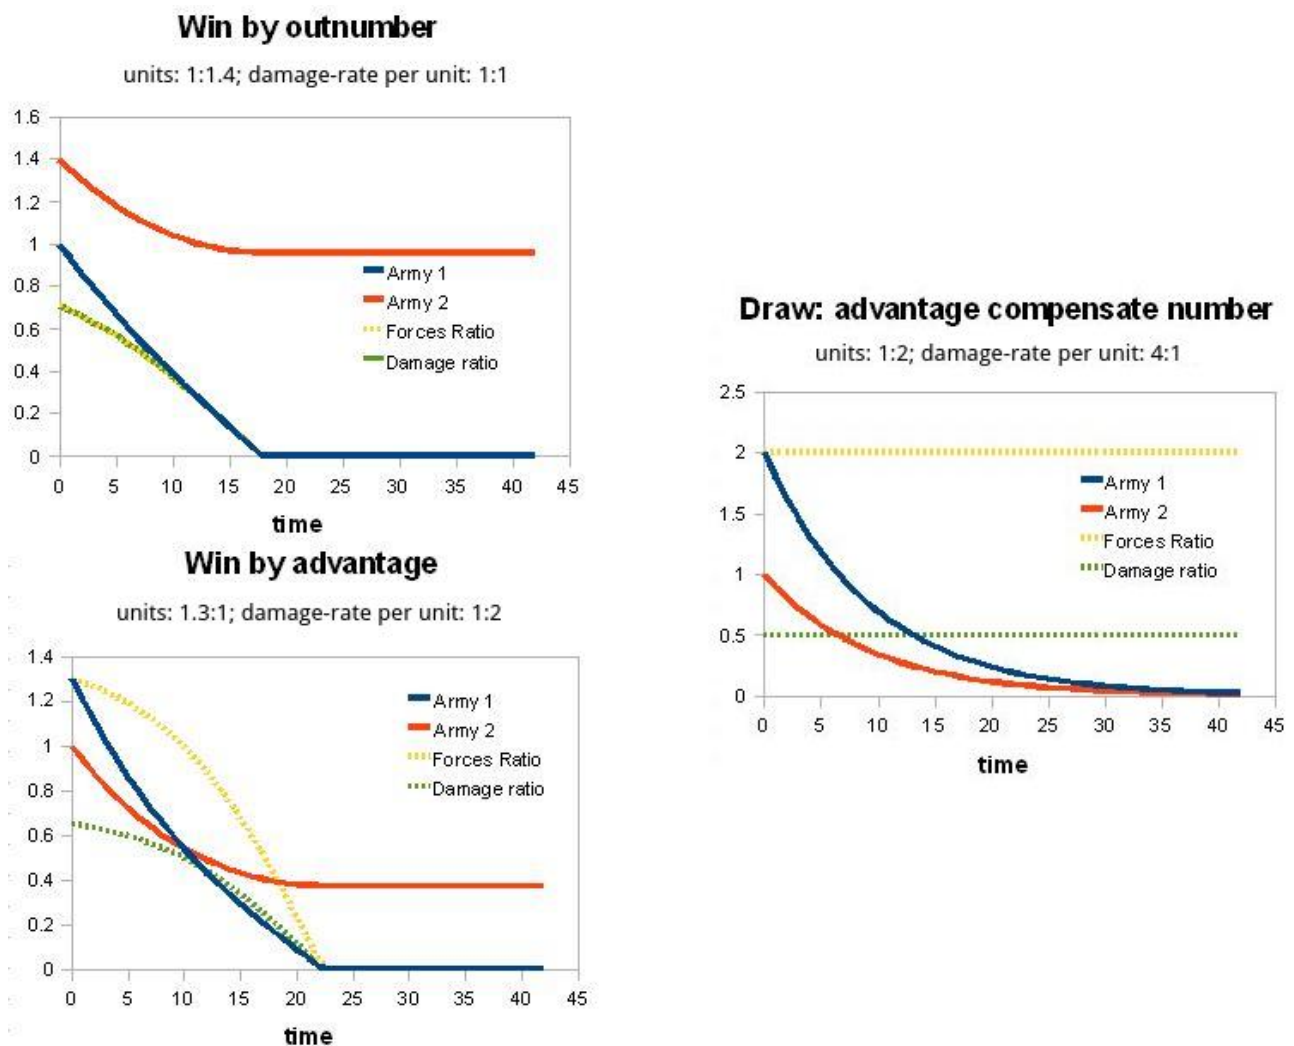 Win by outnumber
units: 1:1.4; damage-rate per unit: 1:1
1.6
1.4
1.2
1
0.8
0.6
0.4
0.2
0
Army 1
Army 2
Forces Ratio
Damage ratio
0 5 10 15 20 25 30 35 40 45
time
Win by advantage
units: 1.3:1; damage-rate per unit: 1:2
1.4
1.2
1
0.8
0.6
0.4
0.2
0
Army 1
Army 2
Forces Ratio
Damage ratio
0 5 10 15 20 25 30 35 40 45
time
Draw: advantage compensate number
units: 1:2; damage-rate per unit: 4:1
2.5
2
1.5
1
0.5
0
Army 1
Army 2
Forces Ratio
Damage ratio
0 5 10 15 20 25 30 35 40 45
time